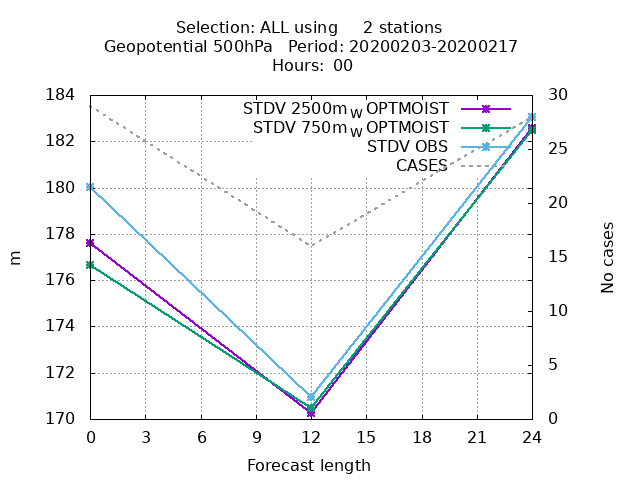 Selection: ALL using     2 stations
Geopotential 500hPa   Period: 20200203-20200217
Hours:  00
184
182
180
178
176
174
172
170
30
25
20
15
10
5
0
STDV 2500m_W OPTMOIST
STDV 750m_W OPTMOIST
STDV OBS
CASES
m
No cases
0 3 6 9 12 15 18 21 24
Forecast length